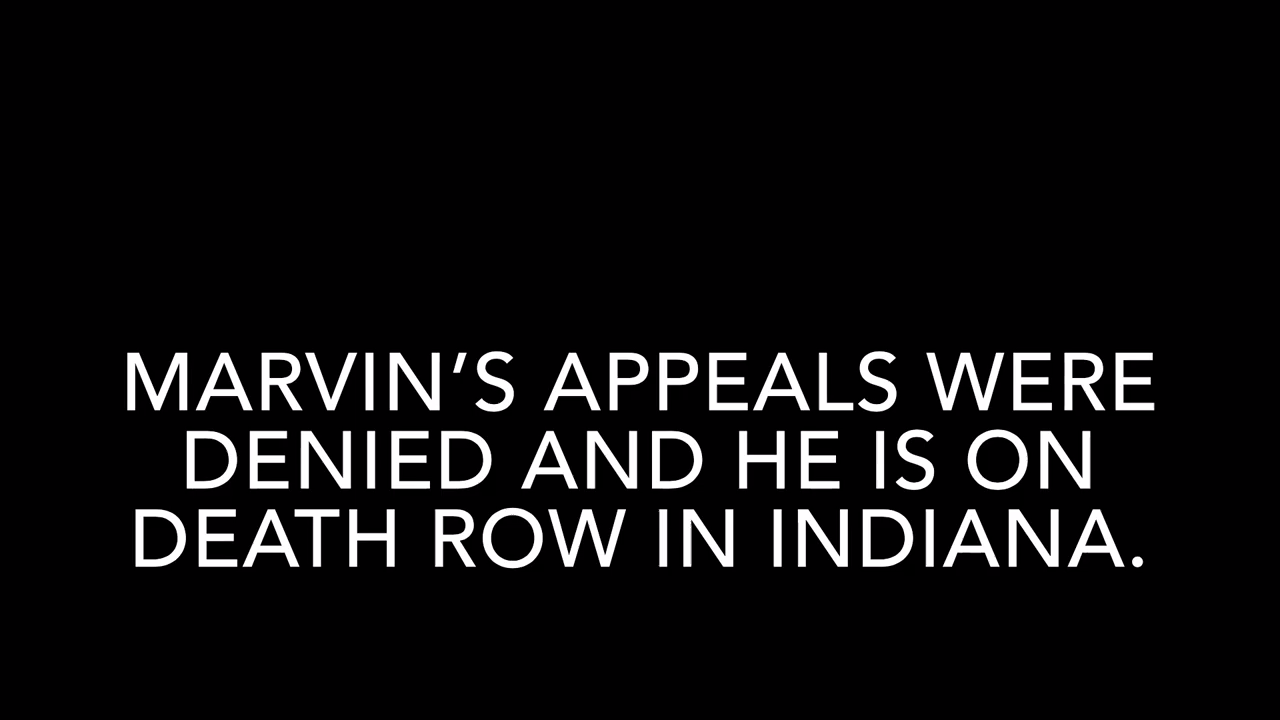 MARVIN’S APPEALS WERE
DENIED AND HE IS ON
DEATH ROW IN INDIANA.